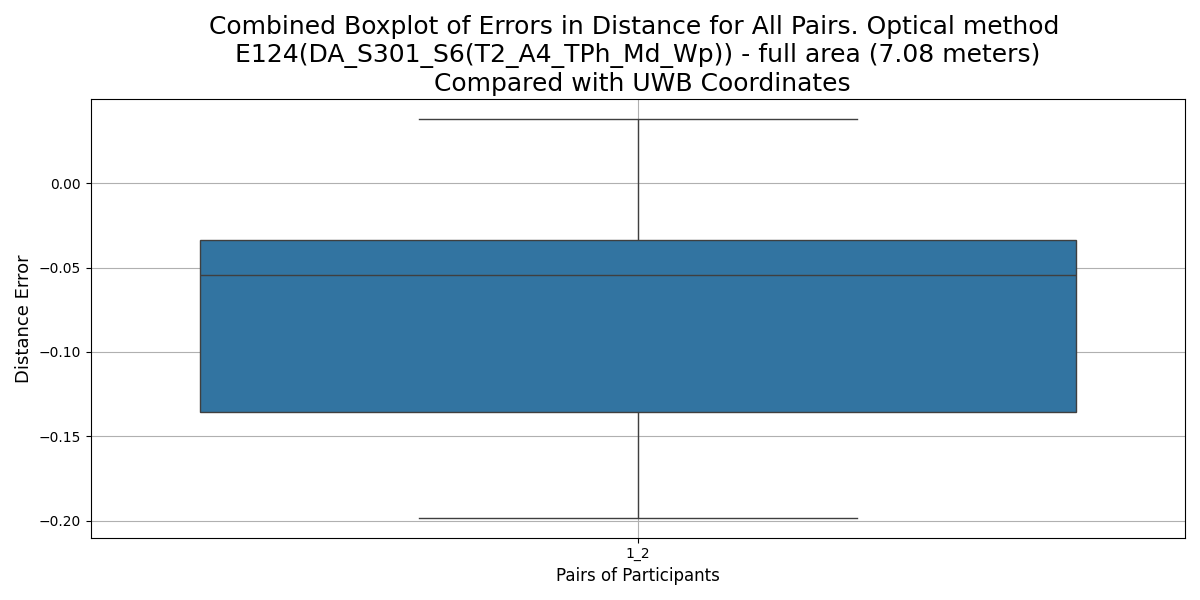 Combined Boxplot of Errors in Distance for All Pairs. Optical method
E124(DA_S301_S6(T2_A4_TPh_Md_Wp)) - full area (7.08 meters)
Compared with UWB Coordinates
Distance Error
0.00
−0.05
−0.10
−0.15
−0.20
1_2
Pairs of Participants